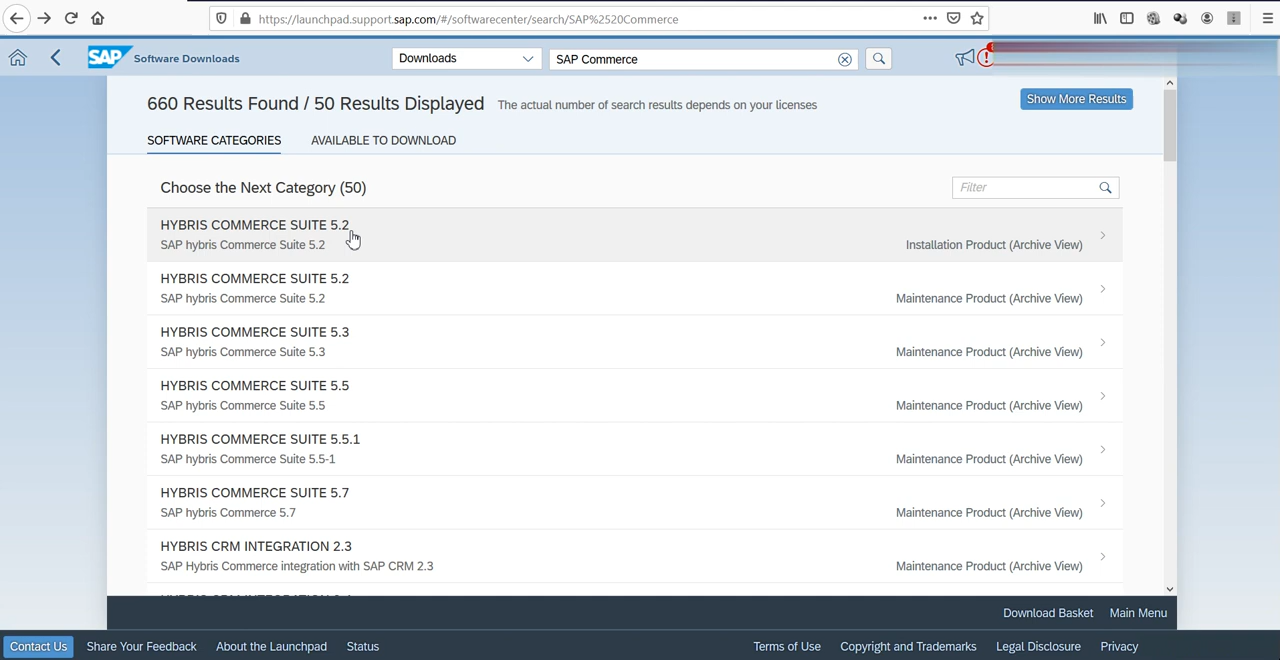 https://launchpad.support.sap.com/#/softwarecenter/search/SAP%2520Commerce
SAP Software Downloads
Downloads
SAP Commerce
660 Results Found / 50 Results Displayed
The actual number of search results depends on your licenses
Show More Results
SOFTWARE CATEGORIES
AVAILABLE TO DOWNLOAD
Choose the Next Category (50)
Filter
HYBRIS COMMERCE SUITE 5.2
SAP hybris Commerce Suite 5.2
Installation Product (Archive View)
HYBRIS COMMERCE SUITE 5.2
SAP hybris Commerce Suite 5.2
Maintenance Product (Archive View)
HYBRIS COMMERCE SUITE 5.3
SAP hybris Commerce Suite 5.3
Maintenance Product (Archive View)
HYBRIS COMMERCE SUITE 5.5
SAP hybris Commerce Suite 5.5
Maintenance Product (Archive View)
HYBRIS COMMERCE SUITE 5.5.1
SAP hybris Commerce Suite 5.5-1
Maintenance Product (Archive View)
HYBRIS COMMERCE SUITE 5.7
SAP hybris Commerce 5.7
Maintenance Product (Archive View)
HYBRIS CRM INTEGRATION 2.3
SAP Hybris Commerce integration with SAP CRM 2.3
Maintenance Product (Archive View)
Download Basket
Main Menu
Contact Us
Share Your Feedback
About the Launchpad
Status
Terms of Use
Copyright and Trademarks
Legal Disclosure
Privacy